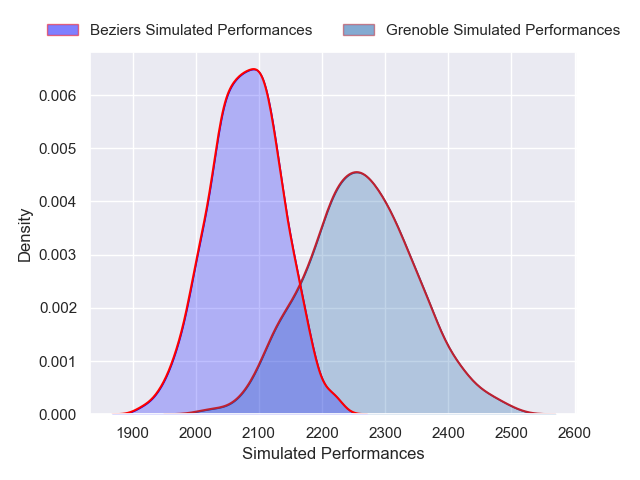 Beziers Simulated Performances Grenoble Simulated Performances
0.006
0.005
0.004
0.003
0.002
0.001
0.000
Density
1900 2000 2100 2200 2300 2400 2500 2600
Simulated Performances